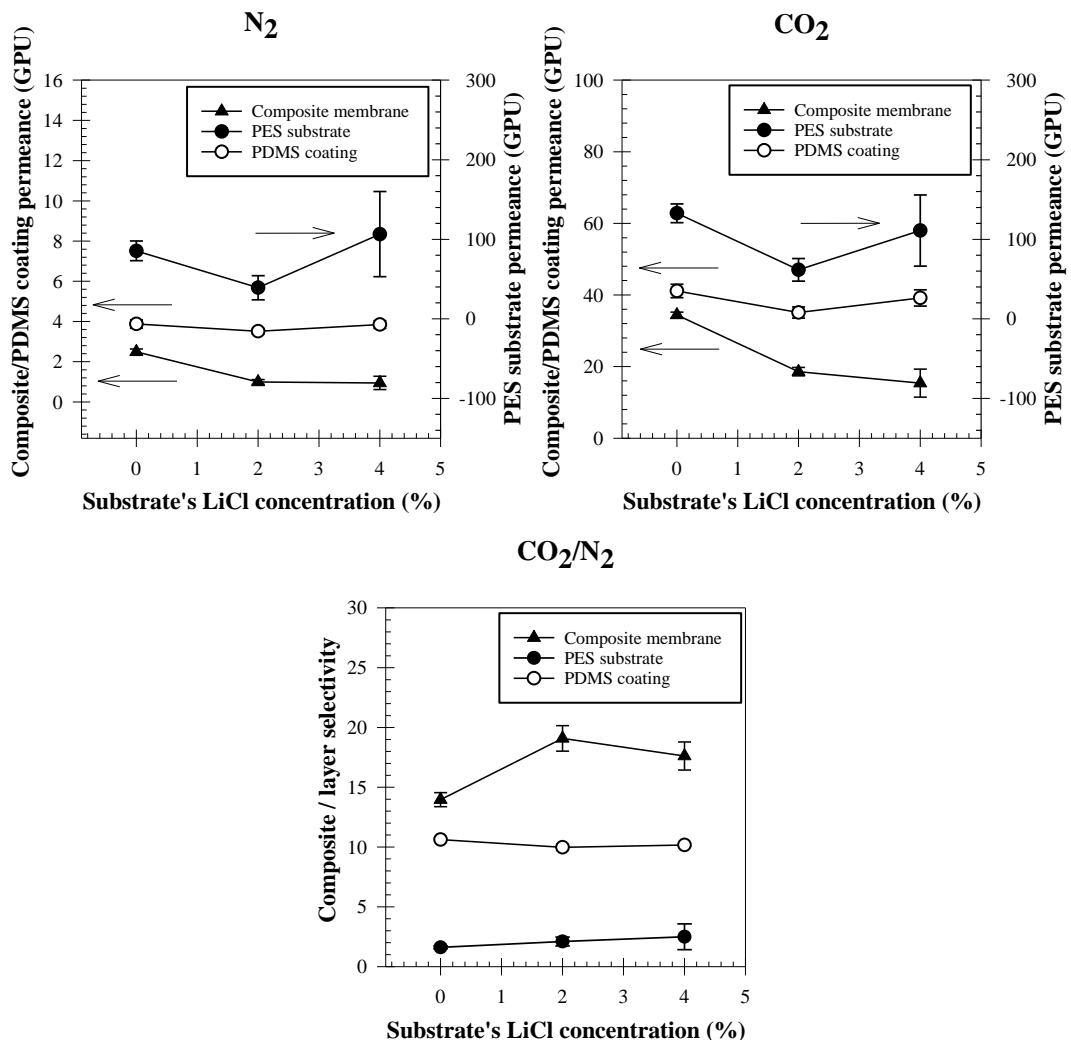 N2
CO2
Composite/PDMS coating permeance (GPU)
16
14
12
10
8
6
4
2
0
Composite membrane
PES substrate
PDMS coating
300
200
100
0
-100
PES substrate permeance (GPU)
0 1 2 3 4 5
Substrate's LiCl concentration (%)
Composite/PDMS coating permeance (GPU)
100
80
60
40
20
0
Composite membrane
PES substrate
PDMS coating
300
200
100
0
-100
PES substrate permeance (GPU)
0 1 2 3 4 5
Substrate's LiCl concentration (%)
CO2/N2
Composite / layer selectivity
30
25
20
15
10
5
0
Composite membrane
PES substrate
PDMS coating
0 1 2 3 4 5
Substrate's LiCl concentration (%)